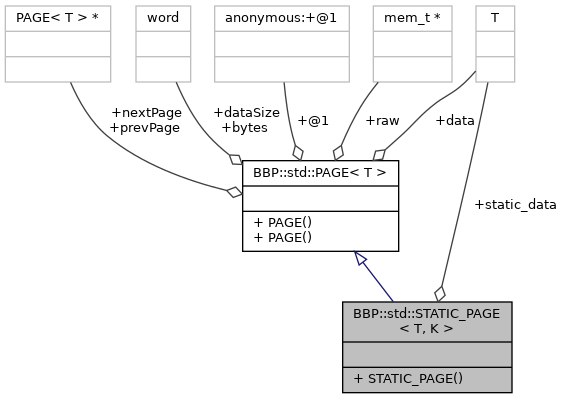 PAGE< T > *
word
anonymous:+@1
mem_t *
T
+nextPage
+prevPage
+dataSize
+bytes
+@1
+raw
+data
BBP::std::PAGE< T >
+ PAGE()
+ PAGE()
+static_data
BBP::std::STATIC_PAGE
< T, K >
+ STATIC_PAGE()